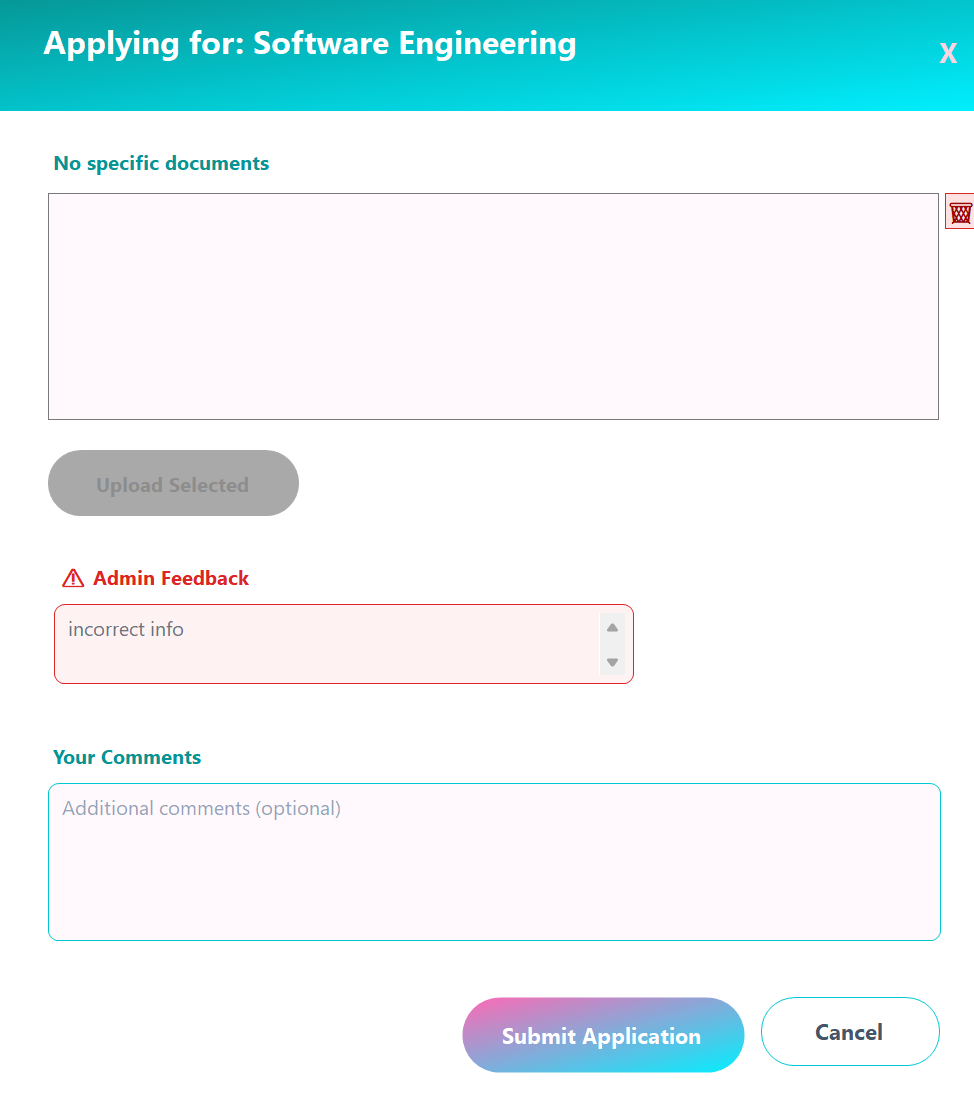 Applying for: Software Engineering
X
No specific documents
Upload Selected
Admin Feedback
incorrect info
Your Comments
Additional comments (optional)
Submit Application
Cancel